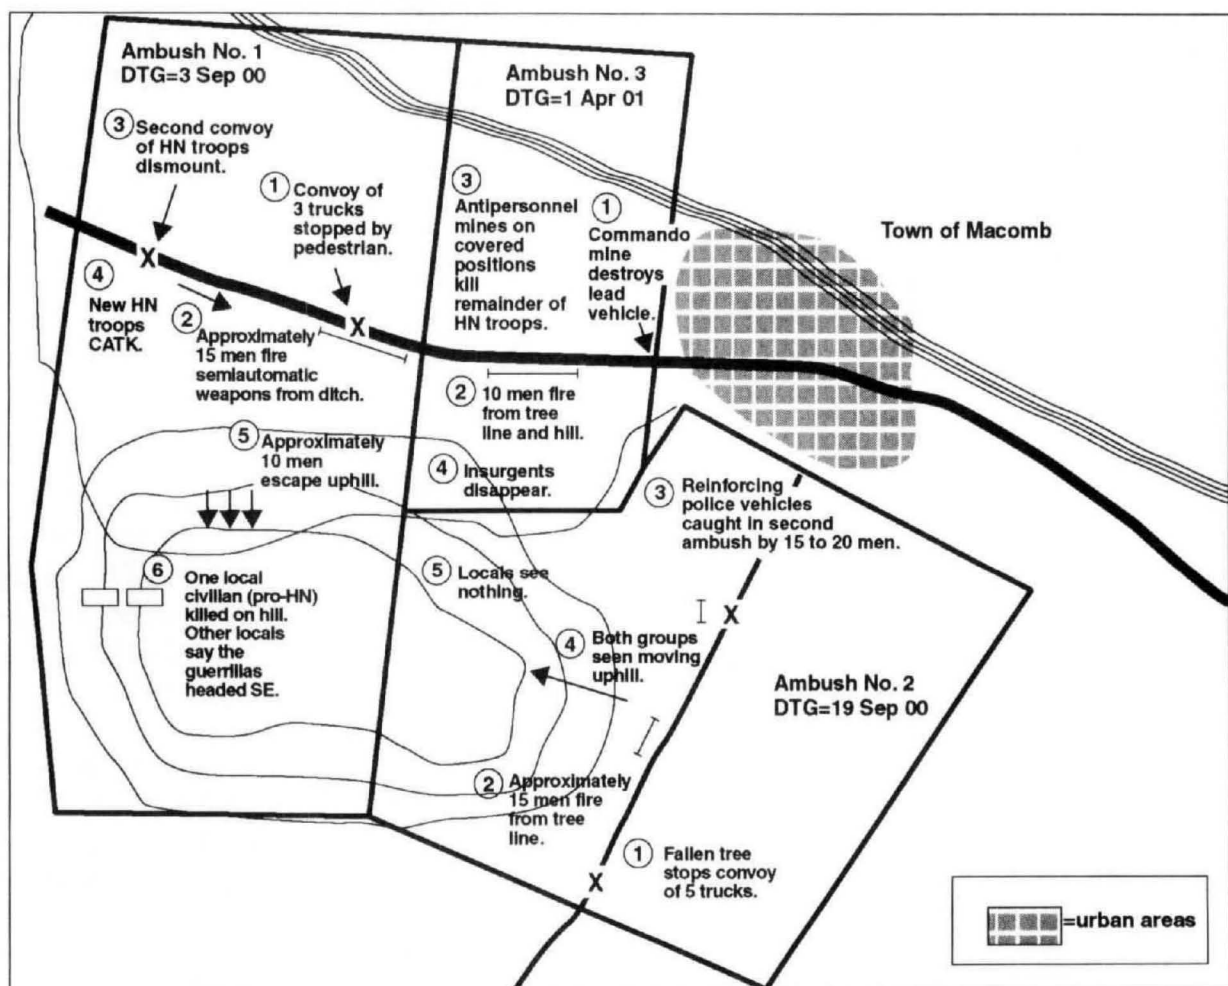 Ambush No. 1
DTG=3 Sep 00
3 Second convoy
of HN troops
dismount.
1 Convoy of
3 trucks
stopped by
pedestrian.
X
X
4
New HN
troops
CATK.
2
Approximately
15 men fire
semiautomatic
weapons from ditch.
5 Approximately
10 men
escape uphill.
6 One local
civilian (pro-HN)
killed on hill.
Other locals
say the
guerrillas
headed SE.
Ambush No. 3
DTG=1 Apr 01
3
Antipersonnel
mines on
covered
positions
kill
remainder of
HN troops.
1
Commando
mine
destroys
lead
vehicle.
2 10 men fire
from tree
line and hill.
4 Insurgents
disappear.
5 Locals see
nothing.
Town of Macomb
3 Reinforcing
police vehicles
caught in second
ambush by 15 to 20 men.
X
4 Both groups
seen moving
uphill.
Ambush No. 2
DTG=19 Sep 00
2 Approximately
15 men fire
from tree
line.
1 Fallen tree
stops convoy
of 5 trucks.
X
=urban areas